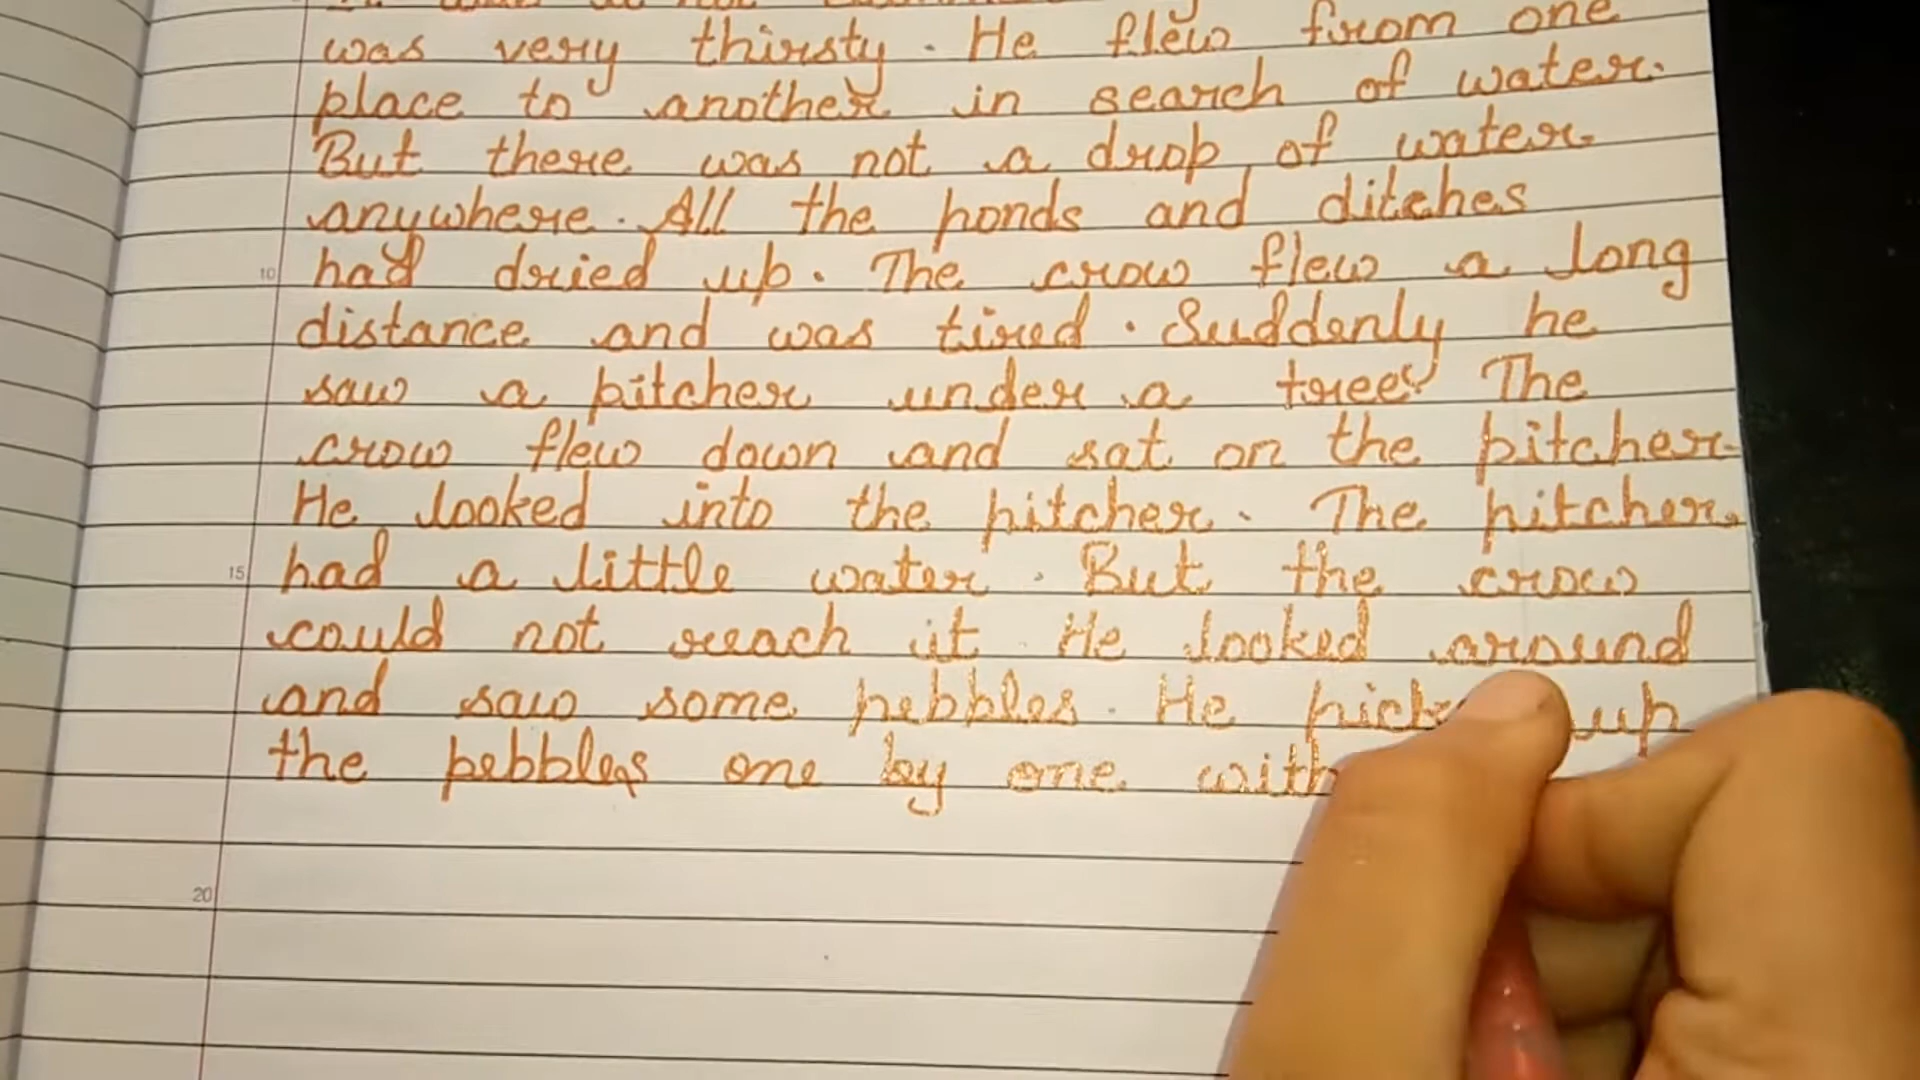 was very thirsty. He flew from one
place to another in search of water.
But there was not a drop of water
anywhere. All the ponds and ditches
10 had dried up. The crow flew a long
distance and was tired. Suddenly he
saw a pitcher under a tree. The
crow flew down and sat on the pitcher.
He looked into the pitcher. The pitcher
15 had a little water. But the crow
could not reach it. He looked around
and saw some pebbles. He up
the pebbles one by one with
20